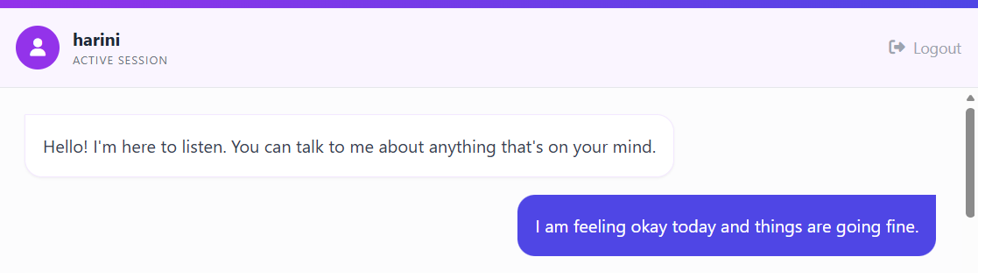 harini
ACTIVE SESSION
Logout
Hello! I'm here to listen. You can talk to me about anything that's on your mind.
I am feeling okay today and things are going fine.